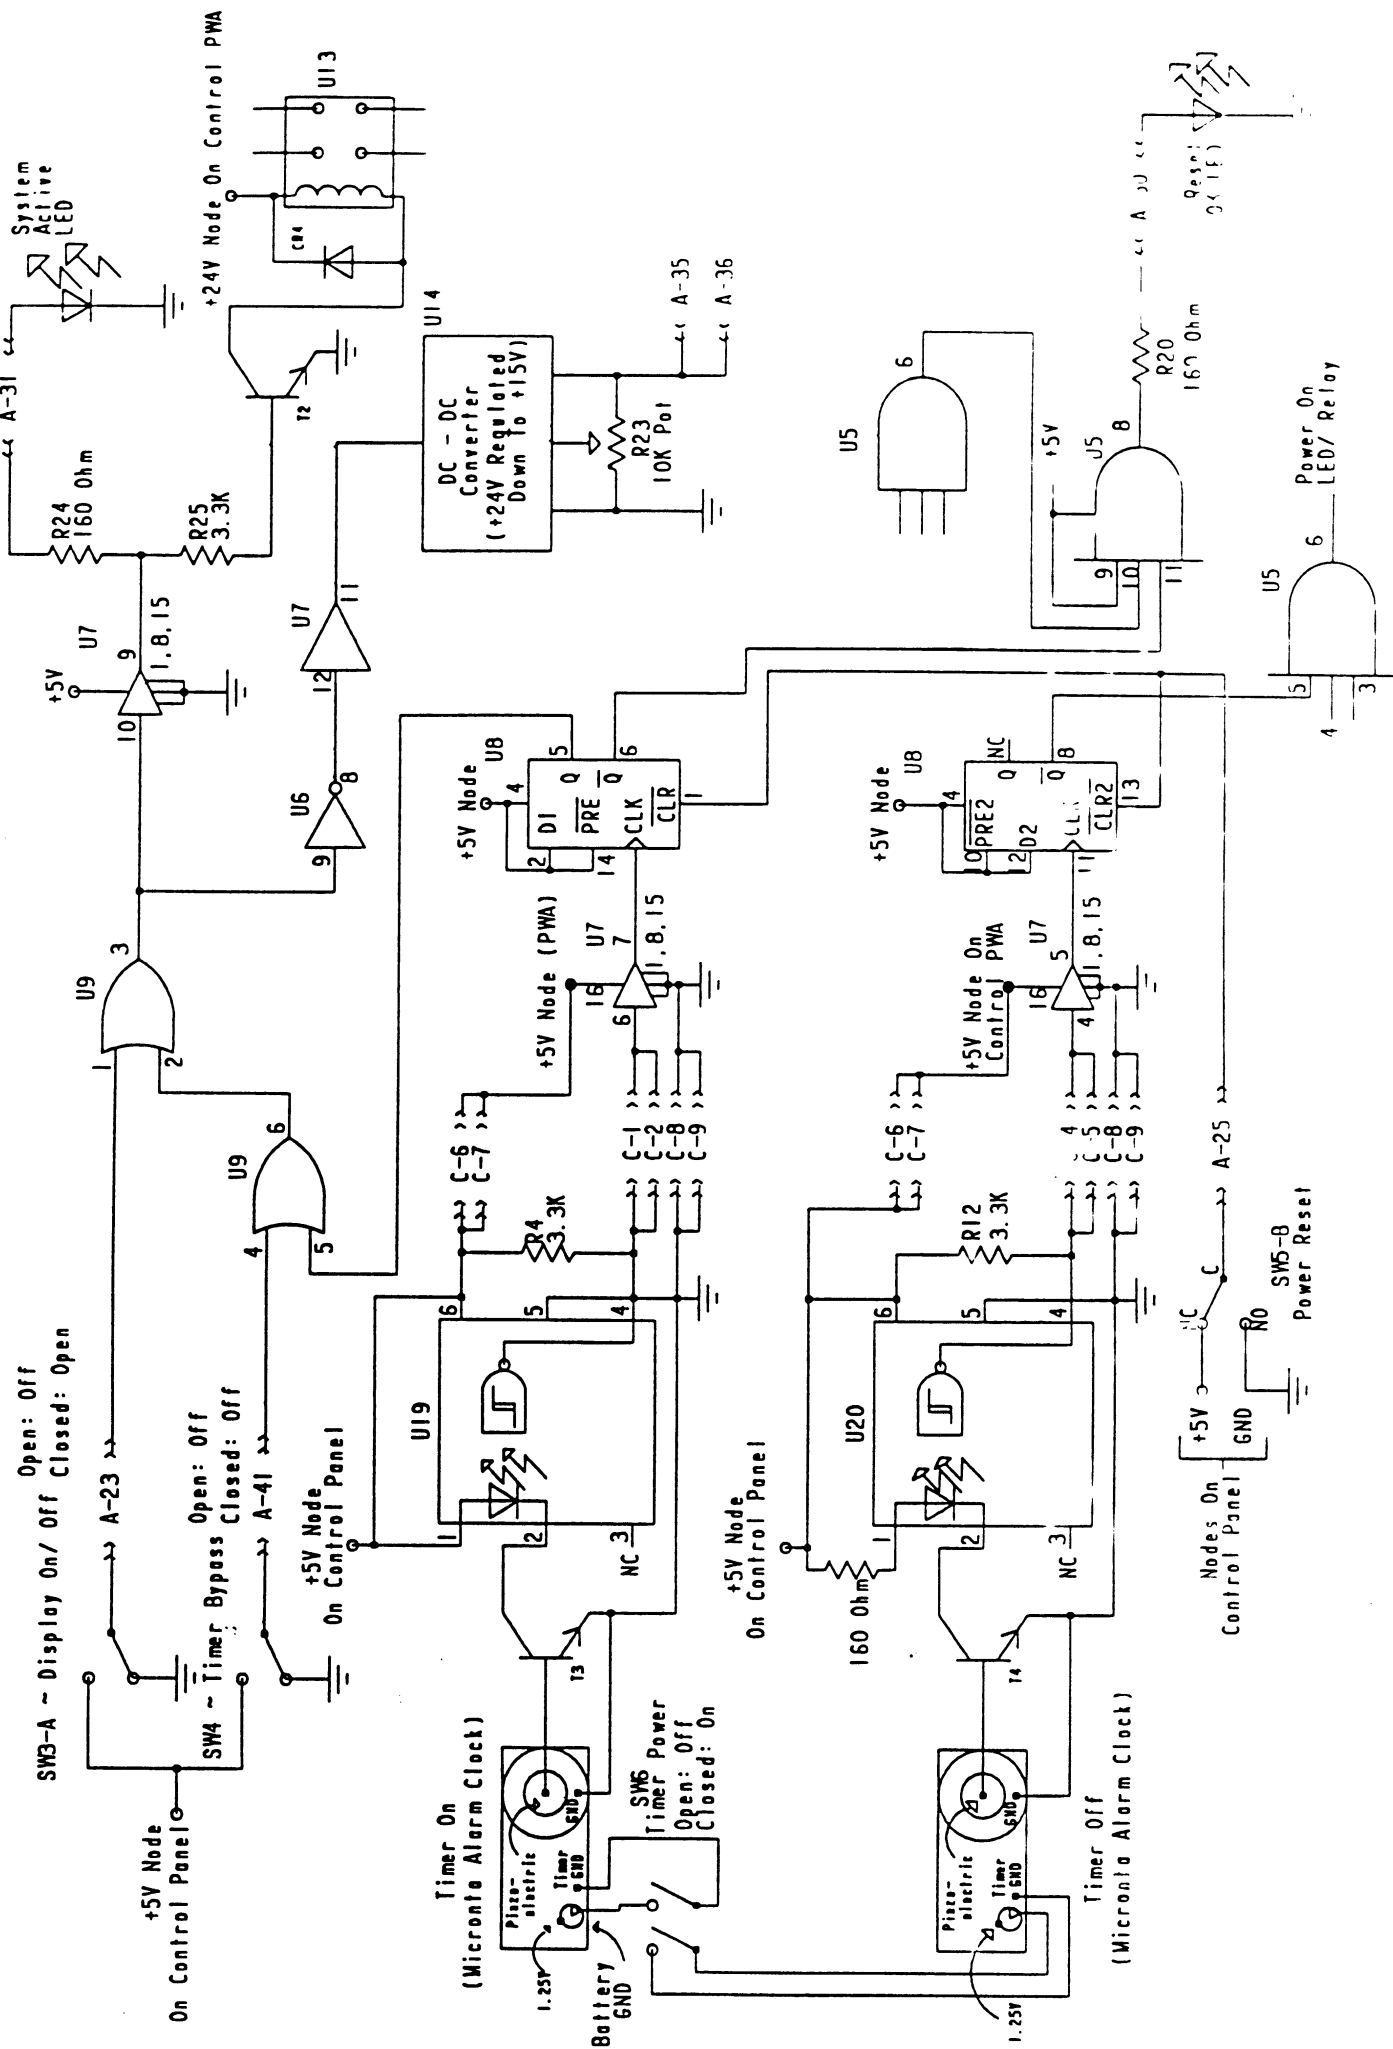 SW3-A ~ Display On/ Off
Open: Off
Closed: Open
+5V Node
On Control Panel
A-23
SW4 ~ Timer Bypass
Open: Off
Closed: Off
A-41
U9
1
2
3
U9
4
5
6
+5V
U7
10
9
1,8,15
R24
160 Ohm
R25
3.3K
A-31
System
Active
LED
+24V Node On Control PWA
T2
CR4
U13
U6
9
8
U7
12
11
U14
DC - DC
Converter
(+24V Regulated
Down To +15V)
R23
10K Pot
A-35
A-36
+5V Node
On Control Panel
Timer On
(Micronta Alarm Clock)
Piezo-
electric
GND
Timer
GND
1.25V
Battery
GND
SW6
Timer Power
Open: Off
Closed: On
T3
U19
1
2
NC 3
6
5
4
R4
3.3K
C-6
C-7
C-1
C-2
C-8
C-9
+5V Node (PWA)
16
6
U7
7
1,8,15
+5V Node
U8
4
2
14
D1
PRE
CLK
CLR
1
Q
5
Q
6
+5V Node
On Control Panel
160 Ohm
Timer Off
(Micronta Alarm Clock)
Piezo-
electric
GND
Timer
GND
1.25V
T4
U20
1
2
NC 3
6
5
4
R12
3.3K
C-6
C-7
4
C-5
C-8
C-9
+5V Node On
Control PWA
16
4
U7
5
1,8,15
+5V Node
U8
4
10
12
11
PRE2
D2
CLR2
13
Q
NC
Q
8
Nodes On
Control Panel
+5V
GND
NC
C
NO
SW5-B
Power Reset
A-25
U5
6
+5V
9
10
11
8
R20
Ohm
U5
5
4
3
6
Power On
LED/ Relay